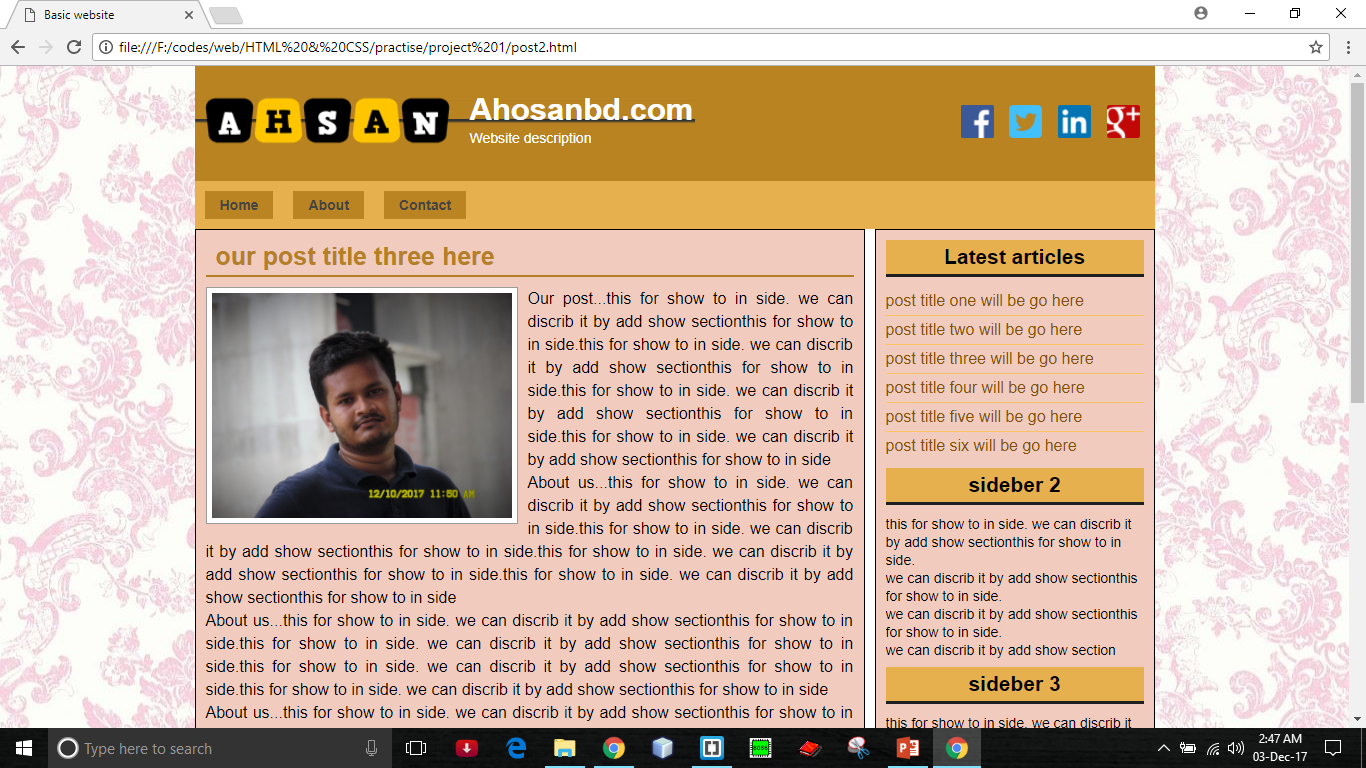 Basic website
file:///F:/codes/web/HTML%20&%20CSS/practise/project%201/post2.html
AHSAN
Ahosanbd.com
Website description
f
in
g+
Home
About
Contact
our post title three here
12/10/2017 11:50 AM
Our post...this for show to in side. we can
discrib it by add show sectionthis for show to
in side.this for show to in side. we can discrib
it by add show sectionthis for show to in
side.this for show to in side. we can discrib it
by add show sectionthis for show to in
side.this for show to in side. we can discrib it
by add show sectionthis for show to in side
About us...this for show to in side. we can
discrib it by add show sectionthis for show to
in side.this for show to in side. we can discrib
it by add show sectionthis for show to in side.this for show to in side. we can discrib it by
add show sectionthis for show to in side.this for show to in side. we can discrib it by add
show sectionthis for show to in side
About us...this for show to in side. we can discrib it by add show sectionthis for show to in
side.this for show to in side. we can discrib it by add show sectionthis for show to in
side.this for show to in side. we can discrib it by add show sectionthis for show to in
side.this for show to in side. we can discrib it by add show sectionthis for show to in side
About us...this for show to in side. we can discrib it by add show sectionthis for show to in
Latest articles
post title one will be go here
post title two will be go here
post title three will be go here
post title four will be go here
post title five will be go here
post title six will be go here
sideber 2
this for show to in side. we can discrib it
by add show sectionthis for show to in
side.
we can discrib it by add show sectionthis
for show to in side.
we can discrib it by add show sectionthis
for show to in side.
we can discrib it by add show section
sideber 3
this for show to in side. we can discrib it
Type here to search
2:47 AM
03-Dec-17